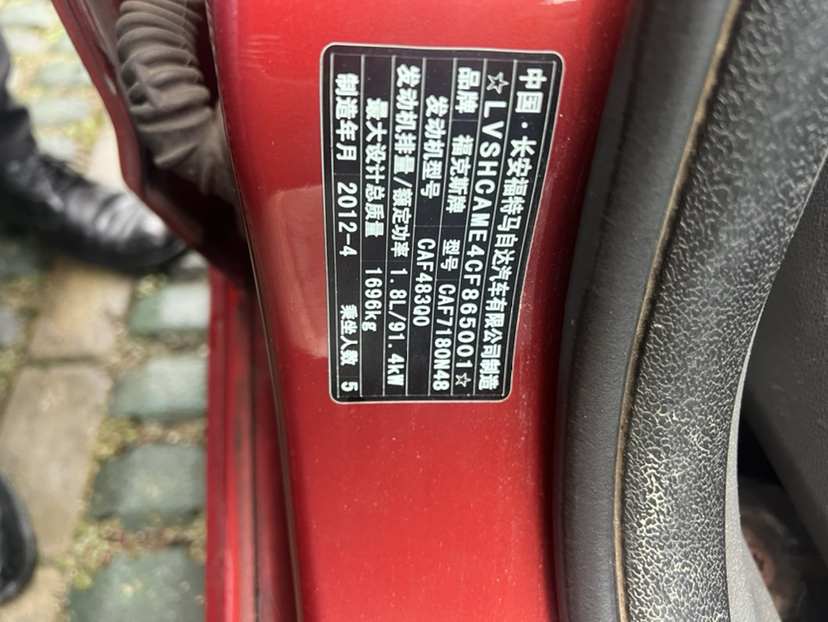 中国·长安福特马自达汽车有限公司制造
☆LVSHCAME4CF865001☆
品牌 福克斯牌 型号 CAF7180N48
发动机型号 CAF483Q0
发动机排量/额定功率 1.8L/91.4kW
最大设计总质量 1696kg
制造年月 2012-4 乘坐人数 5